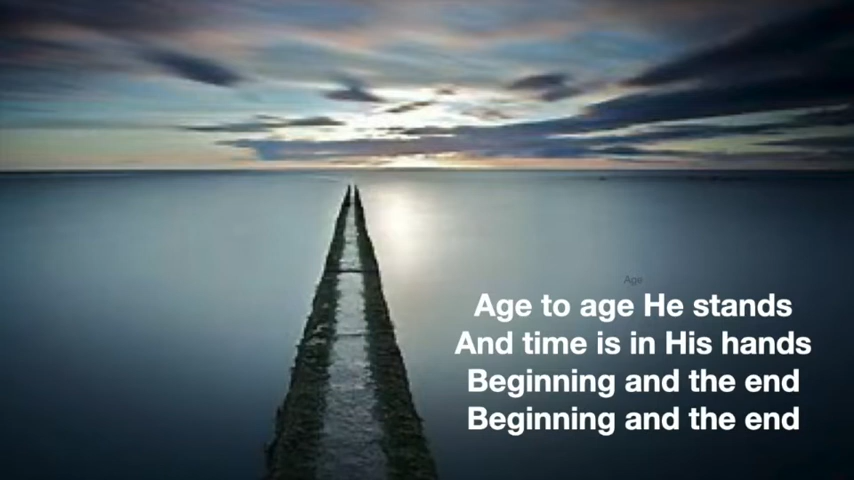 Age
Age to age He stands
And time is in His hands
Beginning and the end
Beginning and the end